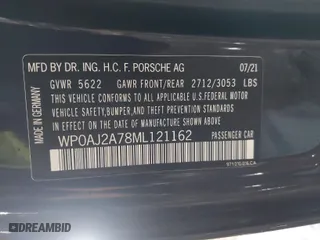 MFD BY DR. ING. H.C. F. PORSCHE AG 07/21
GVWR 5622 GAWR FRONT/REAR 2712/3053 LBS
THIS VEHICLE CONFORMS TO ALL APPLICABLE U.S. FEDERAL MOTOR
VEHICLE SAFETY, BUMPER, AND THEFT PREVENTION STANDARDS
IN EFFECT ON THE DATE OF MANUFACTURE SHOWN ABOVE.
WP0AJ2A78ML121162 PASSENGER CAR
MADE IN GERMANY
© AUTOBIDMASTER